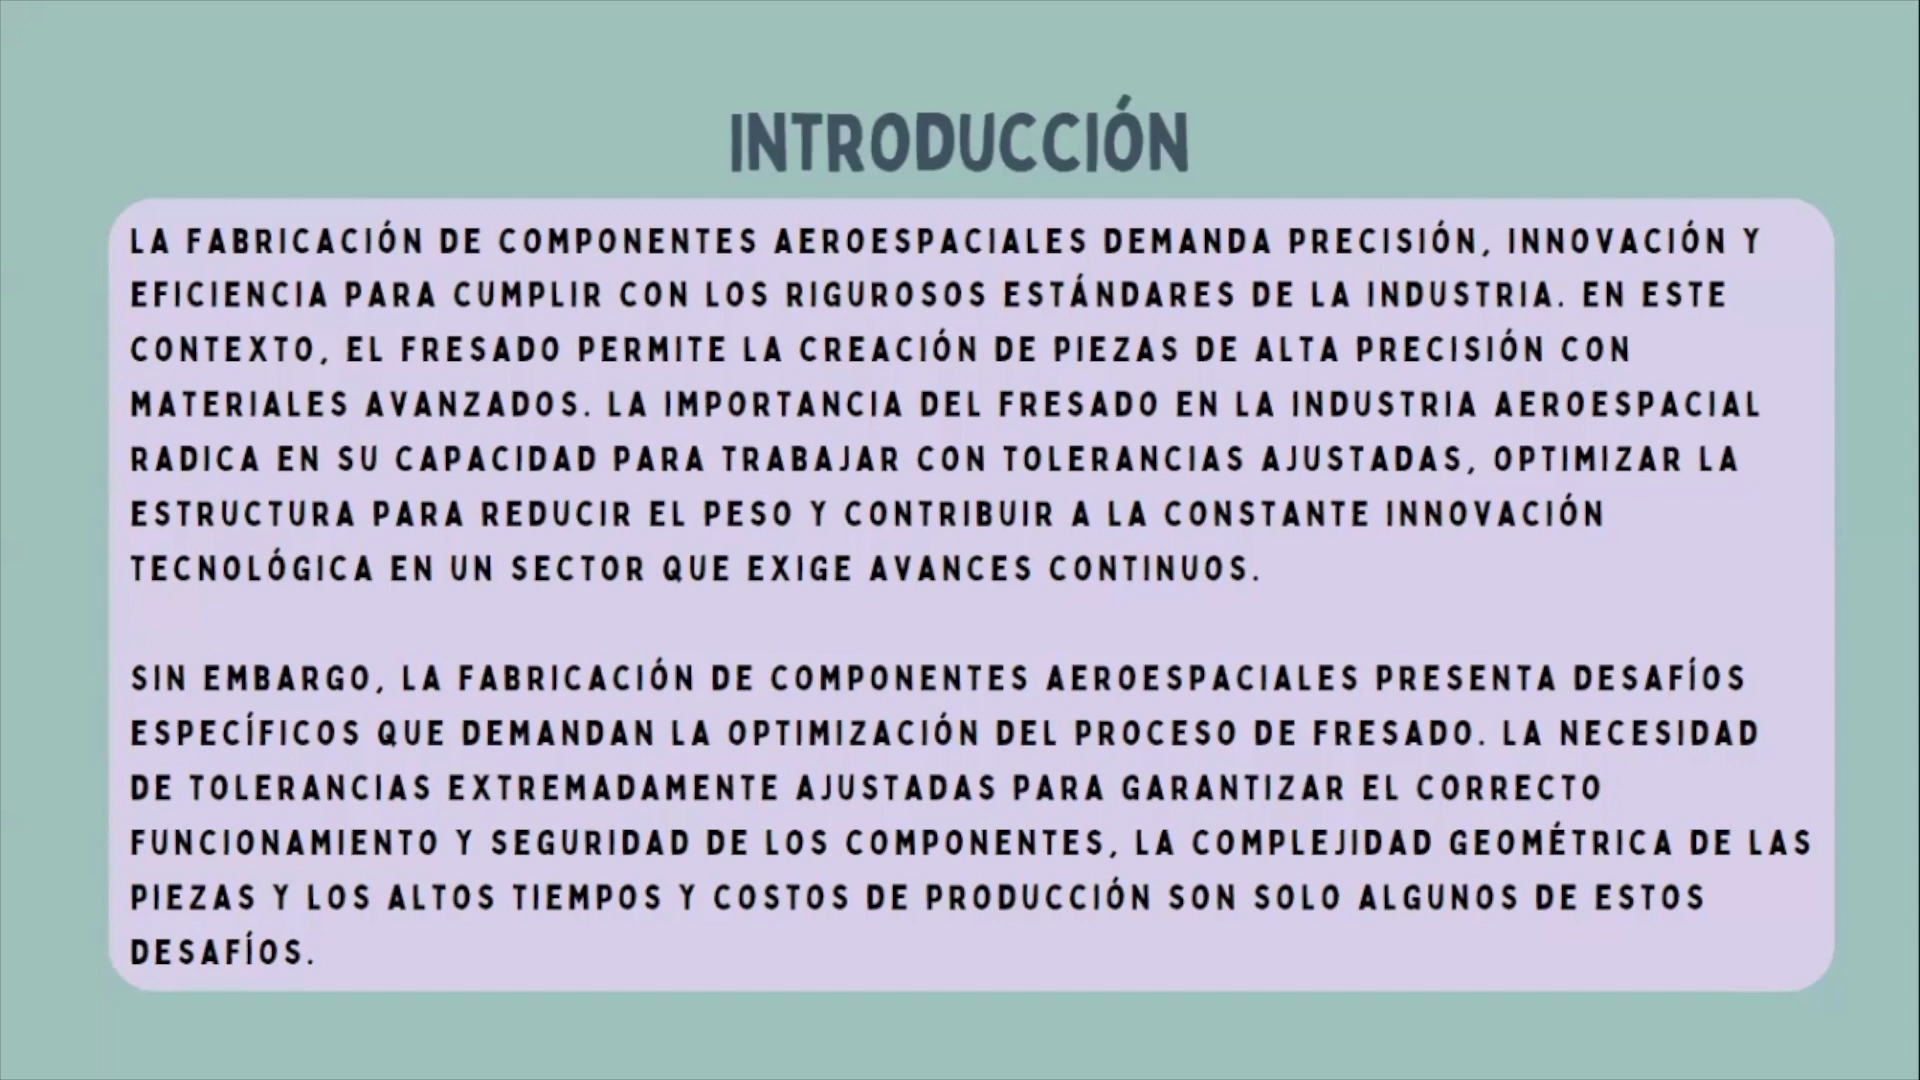 INTRODUCCIÓN
LA FABRICACIÓN DE COMPONENTES AEROESPACIALES DEMANDA PRECISIÓN, INNOVACIÓN Y
EFICIENCIA PARA CUMPLIR CON LOS RIGUROSOS ESTÁNDARES DE LA INDUSTRIA. EN ESTE
CONTEXTO, EL FRESADO PERMITE LA CREACIÓN DE PIEZAS DE ALTA PRECISIÓN CON
MATERIALES AVANZADOS. LA IMPORTANCIA DEL FRESADO EN LA INDUSTRIA AEROESPACIAL
RADICA EN SU CAPACIDAD PARA TRABAJAR CON TOLERANCIAS AJUSTADAS, OPTIMIZAR LA
ESTRUCTURA PARA REDUCIR EL PESO Y CONTRIBUIR A LA CONSTANTE INNOVACIÓN
TECNOLÓGICA EN UN SECTOR QUE EXIGE AVANCES CONTINUOS.
SIN EMBARGO, LA FABRICACIÓN DE COMPONENTES AEROESPACIALES PRESENTA DESAFÍOS
ESPECÍFICOS QUE DEMANDAN LA OPTIMIZACIÓN DEL PROCESO DE FRESADO. LA NECESIDAD
DE TOLERANCIAS EXTREMADAMENTE AJUSTADAS PARA GARANTIZAR EL CORRECTO
FUNCIONAMIENTO Y SEGURIDAD DE LOS COMPONENTES, LA COMPLEJIDAD GEOMÉTRICA DE LAS
PIEZAS Y LOS ALTOS TIEMPOS Y COSTOS DE PRODUCCIÓN SON SOLO ALGUNOS DE ESTOS
DESAFÍOS.